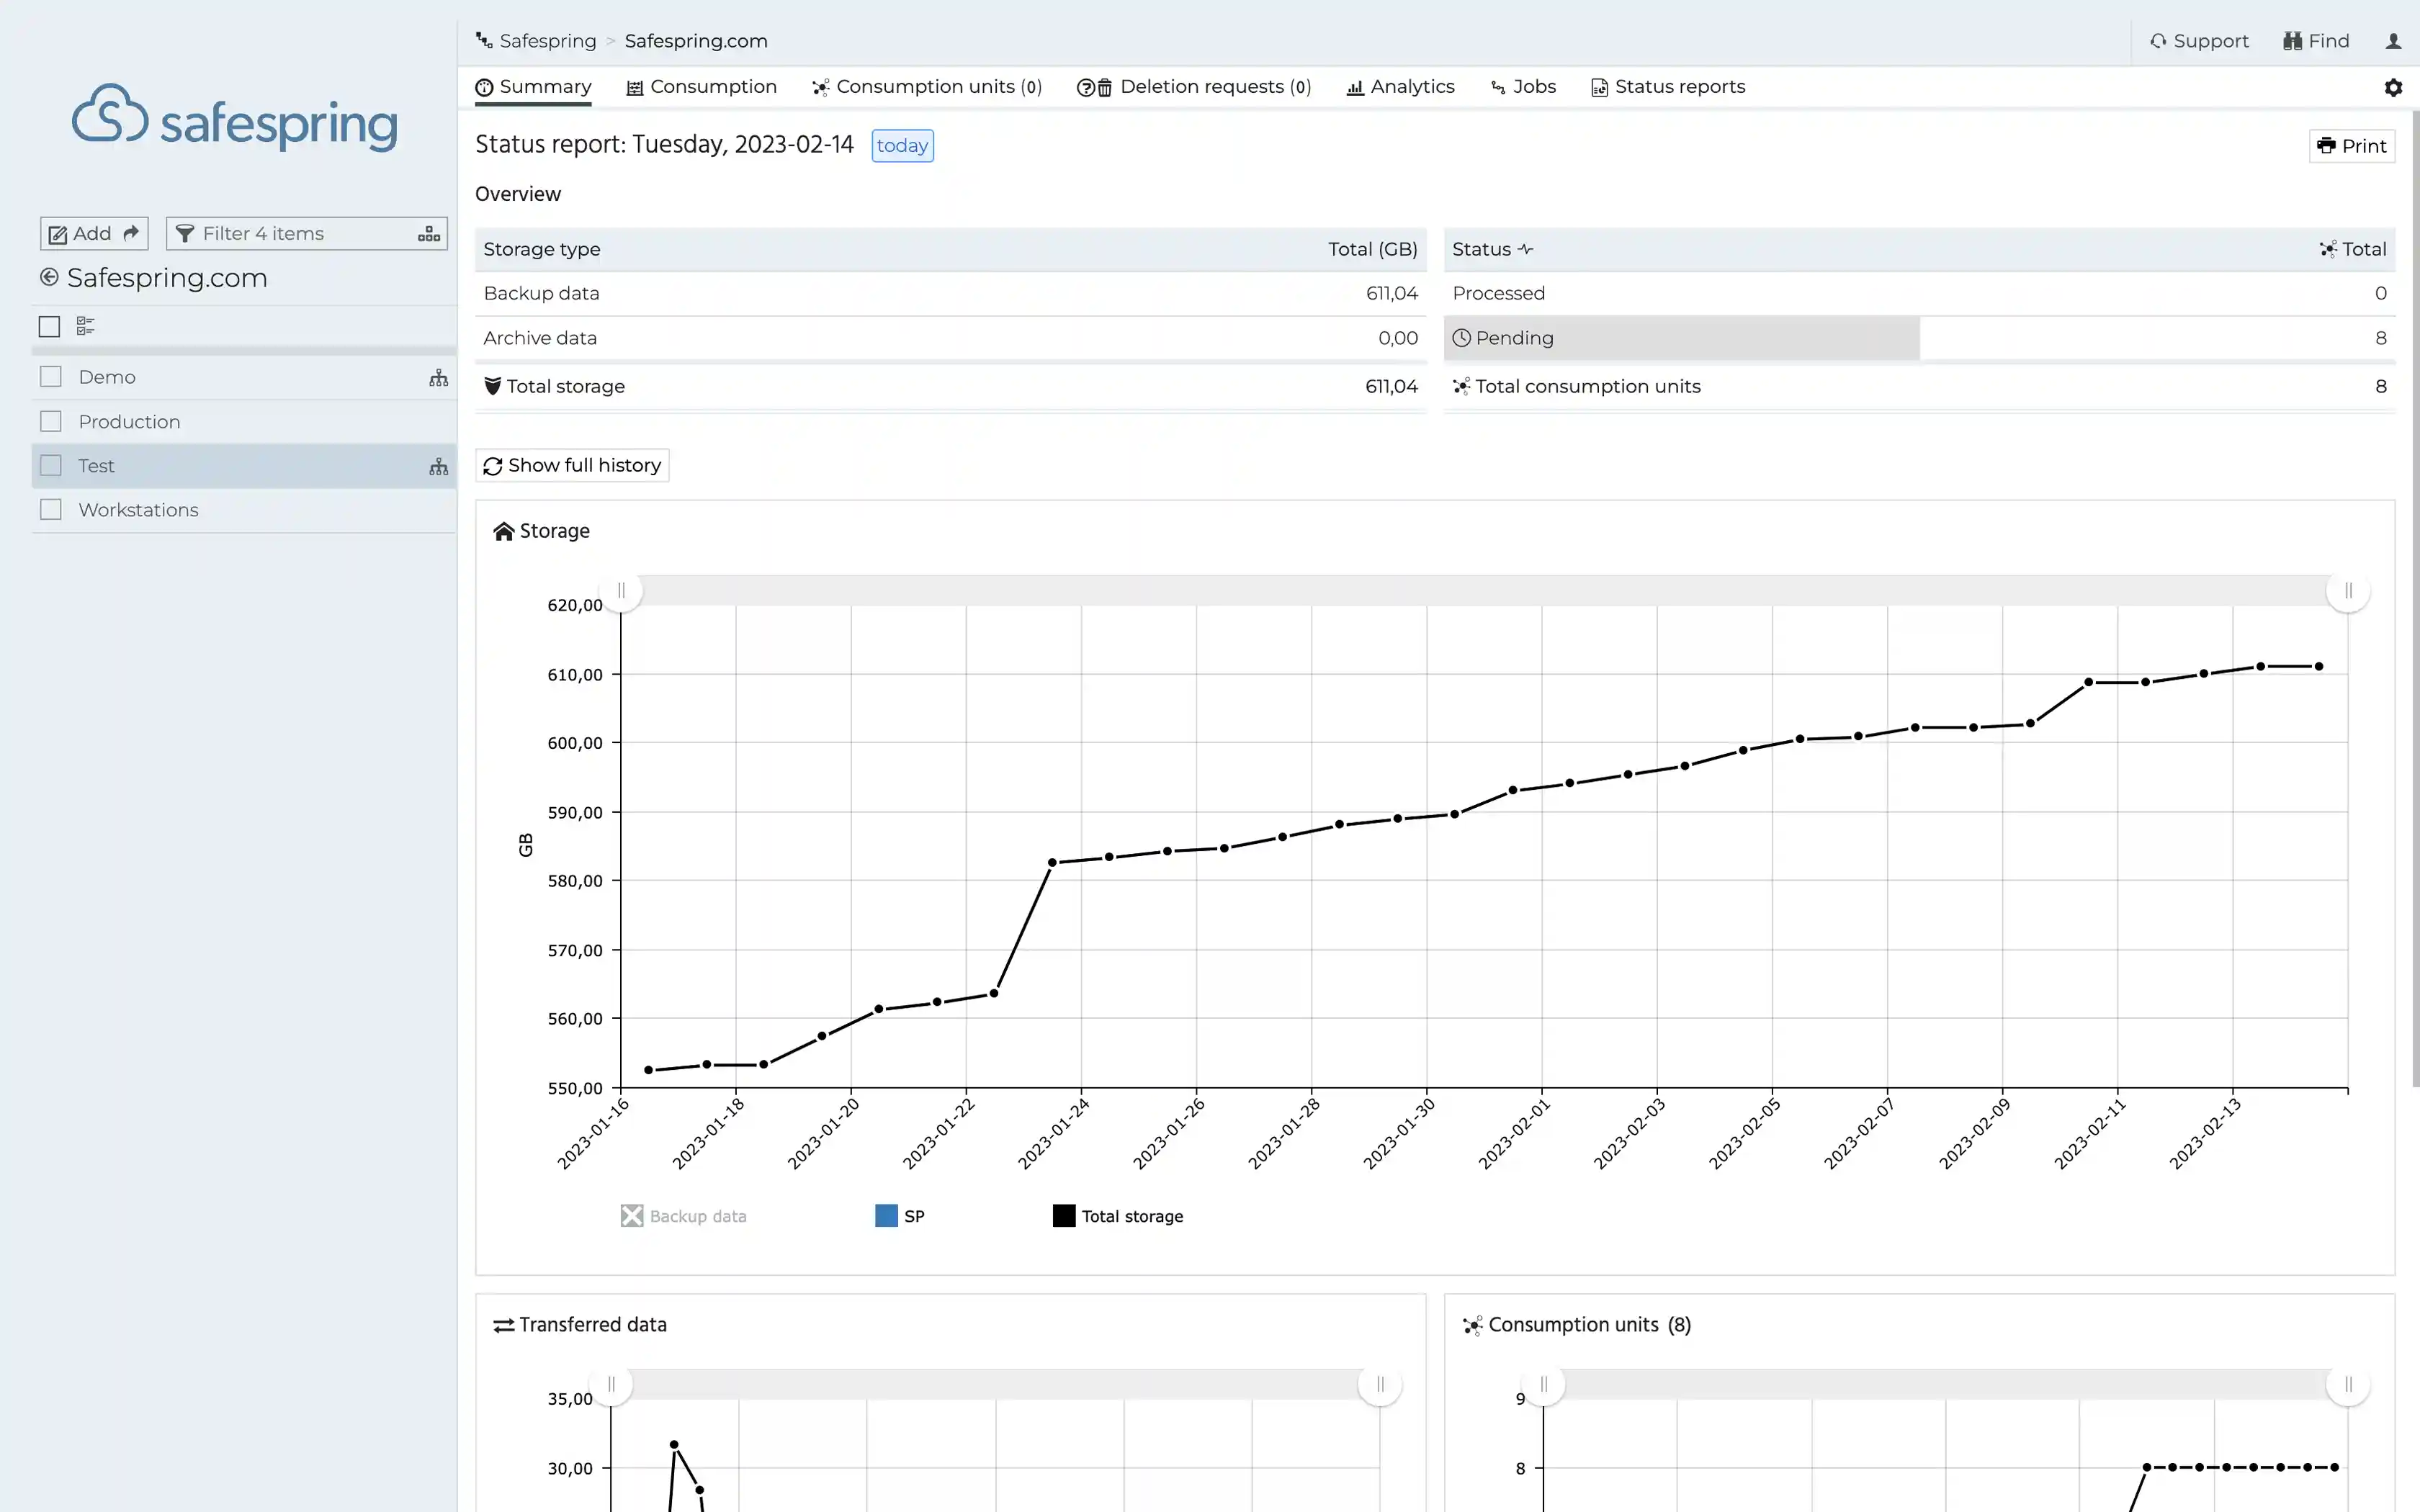 Safespring > Safespring.com
Support
Find
safespring
Summary
Consumption
Consumption units (0)
Deletion requests (0)
Analytics
Jobs
Status reports
Status report: Tuesday, 2023-02-14 today
Print
Overview
Add
Filter 4 items
Safespring.com
Demo
Production
Test
Workstations
Storage type Total (GB)
Backup data 611,04
Archive data 0,00
Total storage 611,04
Status Total
Processed 0
Pending 8
Total consumption units 8
Show full history
Storage
620,00
610,00
600,00
590,00
580,00
570,00
560,00
550,00
GB
2023-01-16
2023-01-18
2023-01-20
2023-01-22
2023-01-24
2023-01-26
2023-01-28
2023-01-30
2023-02-01
2023-02-03
2023-02-05
2023-02-07
2023-02-09
2023-02-11
2023-02-13
Backup data
SP
Total storage
Transferred data
35,00
30,00
Consumption units (8)
9
8